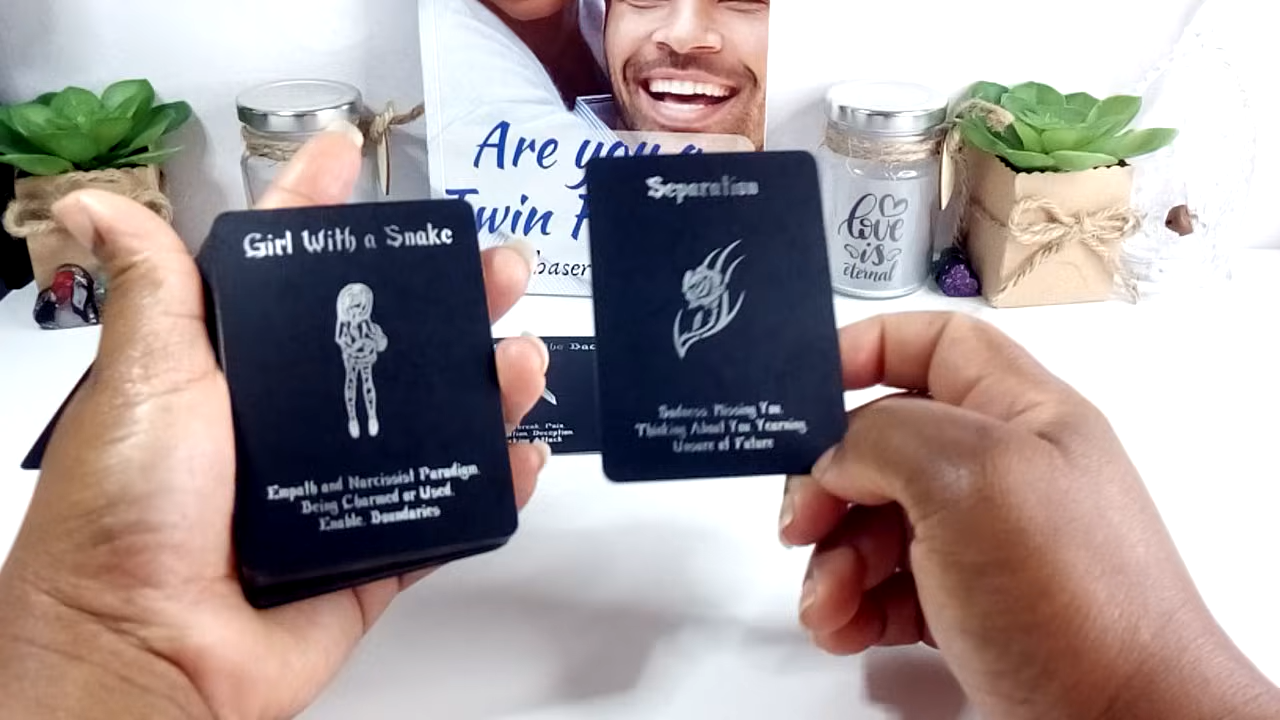 Are you a
Twin
Girl With a Snake
Empath and Narcissist Paradigm.
Being Charmed or Used.
Enable. Boundaries
Separation
Sadness. Missing You.
Thinking About You Yearning.
Unsure of Future
Love
is
eternal